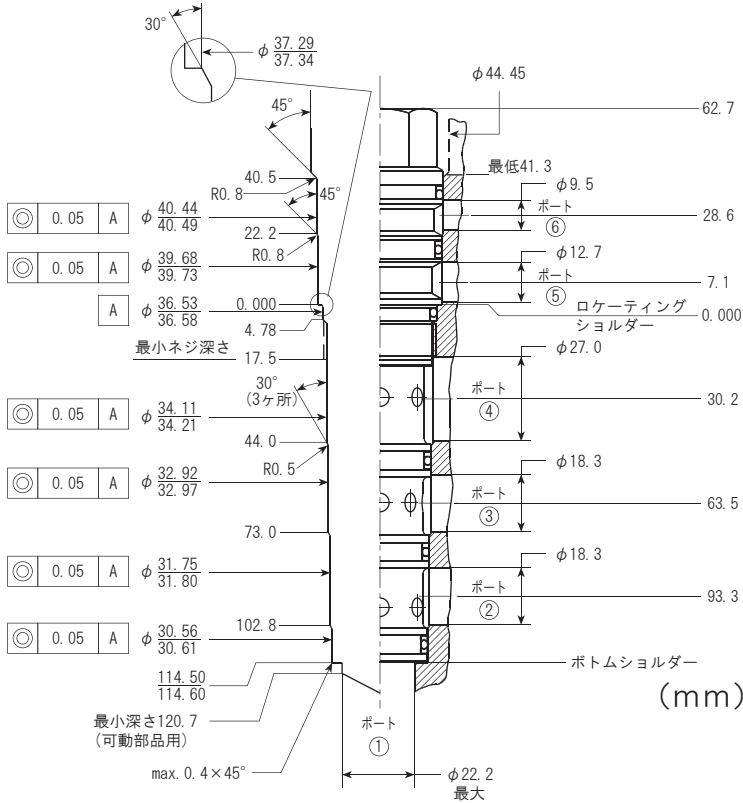 30°
φ 37.29
37.34
φ44.45
62.7
45°
最低41.3
40.5
R0.8
45°
φ9.5
◎ 0.05 A φ 40.44
40.49
ポート
⑥
28.6
22.2
R0.8
φ12.7
◎ 0.05 A φ 39.68
39.73
ポート
⑤
7.1
A φ 36.53
36.58
0.000
ロケーティング
ショルダー
0.000
4.78
最小ネジ深さ
17.5
φ27.0
30°
(3ヶ所)
ポート
④
30.2
◎ 0.05 A φ 34.11
34.21
44.0
R0.5
φ18.3
◎ 0.05 A φ 32.92
32.97
ポート
③
63.5
73.0
φ18.3
◎ 0.05 A φ 31.75
31.80
ポート
②
93.3
102.8
◎ 0.05 A φ 30.56
30.61
ボトムショルダー
114.50
114.60
(mm)
最小深さ120.7
(可動部品用)
ポート
①
max.0.4×45°
φ22.2
最大